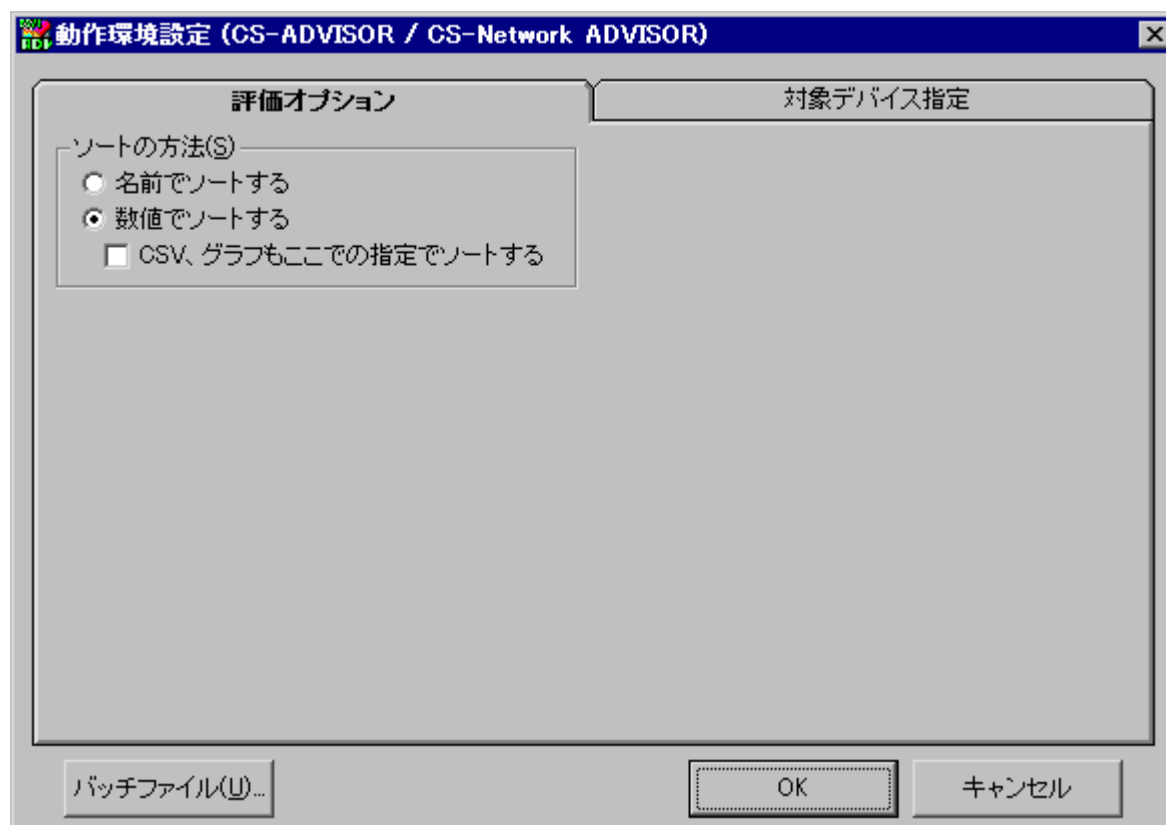 動作環境設定 (CS-ADVISOR / CS-Network ADVISOR)
評価オプション
対象デバイス指定
ソートの方法(S)
名前でソートする
数値でソートする
CSV、グラフもここでの指定でソートする
バッチファイル(U)...
OK
キャンセル